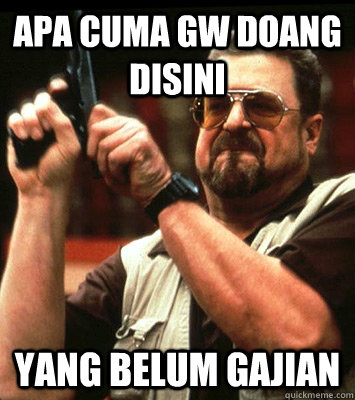 APA CUMA GW DOANG
DISINI
YANG BELUM GAJIAN
quickmeme.com